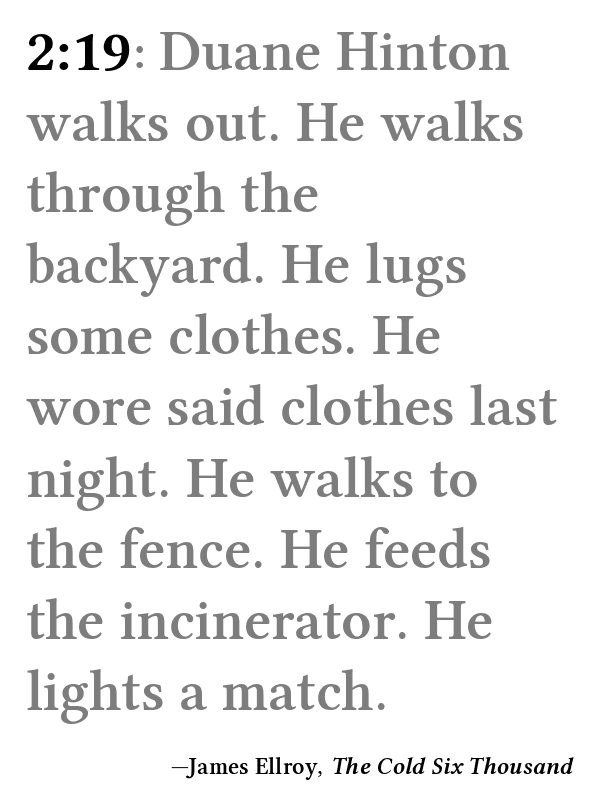 2:19: Duane Hinton
walks out. He walks
through the
backyard. He lugs
some clothes. He
wore said clothes last
night. He walks to
the fence. He feeds
the incinerator. He
lights a match.
—James Ellroy, The Cold Six Thousand